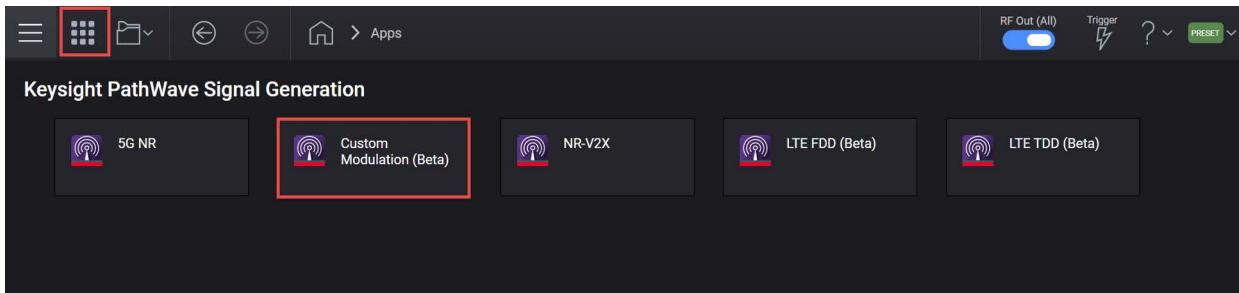 Apps
RF Out (All)
Trigger
?
PRESET
Keysight PathWave Signal Generation
5G NR
Custom
Modulation (Beta)
NR-V2X
LTE FDD (Beta)
LTE TDD (Beta)